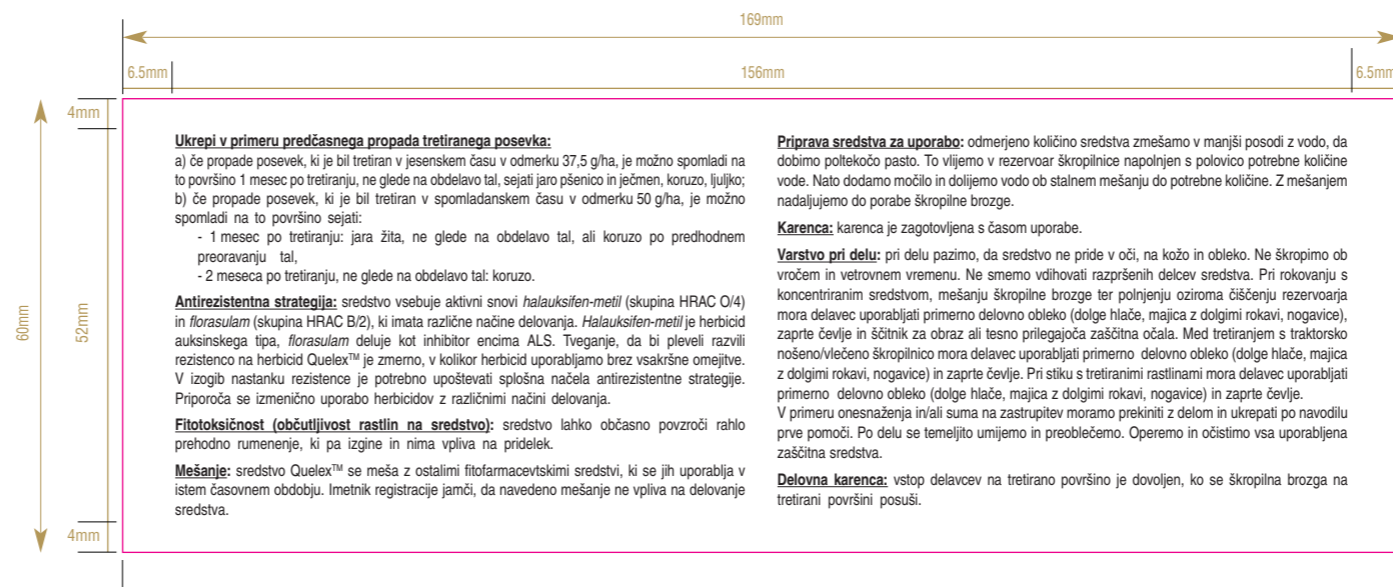 169mm
6.5mm
156mm
6.5mm
4mm
60mm
52mm
4mm
Ukrepi v primeru predčasnega propada tretiranega posevka:
a) če propade posevek, ki je bil tretiran v jesenskem času v odmerku 37,5 g/ha, je možno spomladi na
to površino 1 mesec po tretiranju, ne glede na obdelavo tal, sejati jaro pšenico in ječmen, koruzo, ljuljko;
b) če propade posevek, ki je bil tretiran v spomladanskem času v odmerku 50 g/ha, je možno
spomladi na to površino sejati:
- 1 mesec po tretiranju: jara žita, ne glede na obdelavo tal, ali koruzo po predhodnem
preoravanju tal,
- 2 meseca po tretiranju, ne glede na obdelavo tal: koruzo.
Antirezistentna strategija: sredstvo vsebuje aktivni snovi halauksifen-metil (skupina HRAC O/4)
in florasulam (skupina HRAC B/2), ki imata različne načine delovanja. Halauksifen-metil je herbicid
auksinskega tipa, florasulam deluje kot inhibitor encima ALS. Tveganje, da bi pleveli razvili
rezistenco na herbicid Quelex™ je zmerno, v kolikor herbicid uporabljamo brez vsakršne omejitve.
V izogib nastanku rezistence je potrebno upoštevati splošna načela antirezistentne strategije.
Priporoča se izmenično uporabo herbicidov z različnimi načini delovanja.
Fitotoksičnost (občutljivost rastlin na sredstvo): sredstvo lahko občasno povzroči rahlo
prehodno rumenenje, ki pa izgine in nima vpliva na pridelek.
Mešanje: sredstvo Quelex™ se meša z ostalimi fitofarmacevtskimi sredstvi, ki se jih uporablja v
istem časovnem obdobju. Imetnik registracije jamči, da navedeno mešanje ne vpliva na delovanje
sredstva.
Priprava sredstva za uporabo: odmerjeno količino sredstva zmešamo v manjši posodi z vodo, da
dobimo poltekočo pasto. To vlijemo v rezervoar škropilnice napolnjen s polovico potrebne količine
vode. Nato dodamo močilo in dolijemo vodo ob stalnem mešanju do potrebne količine. Z mešanjem
nadaljujemo do porabe škropilne brozge.
Karenca: karenca je zagotovljena s časom uporabe.
Varstvo pri delu: pri delu pazimo, da sredstvo ne pride v oči, na kožo in obleko. Ne škropimo ob
vročem in vetrovnem vremenu. Ne smemo vdihovati razpršenih delcev sredstva. Pri rokovanju s
koncentriranim sredstvom, mešanju škropilne brozge ter polnjenju oziroma čiščenju rezervoarja
mora delavec uporabljati primerno delovno obleko (dolge hlače, majica z dolgimi rokavi, nogavice),
zaprte čevlje in ščitnik za obraz ali tesno prilegajoča zaščitna očala. Med tretiranjem s traktorsko
nošeno/vlečeno škropilnico mora delavec uporabljati primerno delovno obleko (dolge hlače, majica
z dolgimi rokavi, nogavice) in zaprte čevlje. Pri stiku s tretiranimi rastlinami mora delavec uporabljati
primerno delovno obleko (dolge hlače, majica z dolgimi rokavi, nogavice) in zaprte čevlje.
V primeru onesnaženja in/ali suma na zastrupitev moramo prekiniti z delom in ukrepati po navodilu
prve pomoči. Po delu se temeljito umijemo in preoblečemo. Operemo in očistimo vsa uporabljena
zaščitna sredstva.
Delovna karenca: vstop delavcev na tretirano površino je dovoljen, ko se škropilna brozga na
tretirani površini posuši.